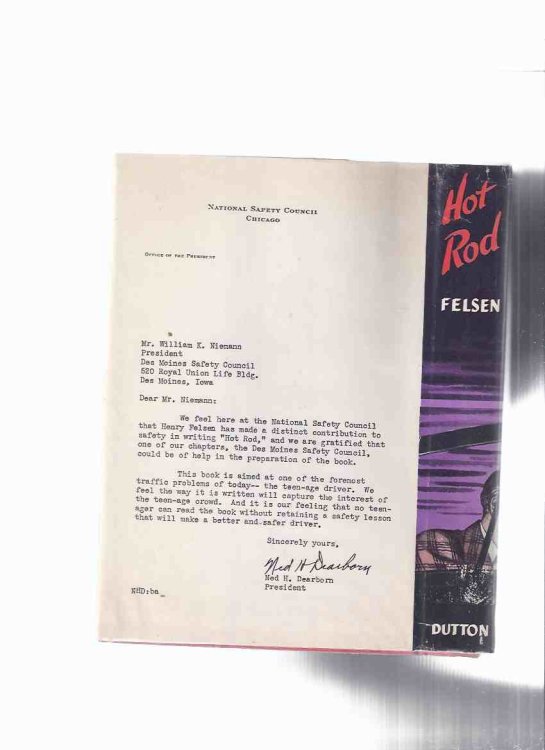 NATIONAL SAFETY COUNCIL
CHICAGO
OFFICE OF THE PRESIDENT
Mr. William K. Niemann
President
Des Moines Safety Council
520 Royal Union Life Bldg.
Des Moines, Iowa
Dear Mr. Niemann:
We feel here at the National Safety Council
that Henry Felsen has made a distinct contribution to
safety in writing "Hot Rod," and we are gratified that
one of our chapters, the Des Moines Safety Council,
could be of help in the preparation of the book.
This book is aimed at one of the foremost
traffic problems of today-- the teen-age driver. We
feel the way it is written will capture the interest of
the teen-age crowd. And it is our feeling that no teen-
ager can read the book without retaining a safety lesson
that will make a better and safer driver.
Sincerely yours,
Ned H Dearborn
Ned H. Dearborn
President
NHD:ba
Hot
Rod
FELSEN
DUTTON